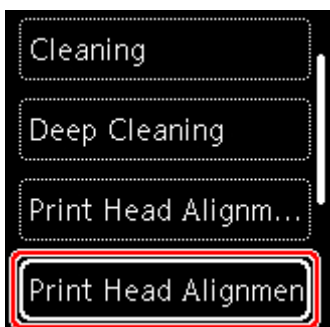 Cleaning
Deep Cleaning
Print Head Alignm...
Print Head Alignmen